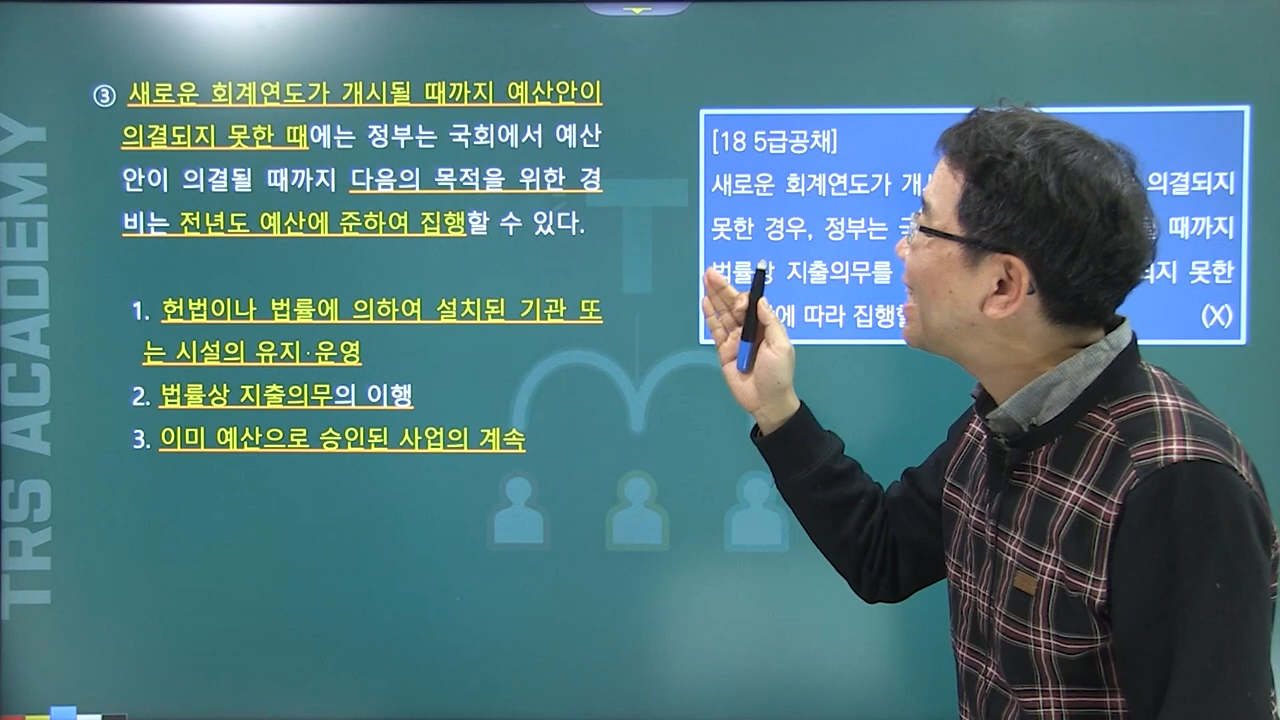 ③ 새로운 회계연도가 개시될 때까지 예산안이
의결되지 못한 때에는 정부는 국회에서 예산
안이 의결될 때까지 다음의 목적을 위한 경
비는 전년도 예산에 준하여 집행할 수 있다.
1. 헌법이나 법률에 의하여 설치된 기관 또
는 시설의 유지·운영
2. 법률상 지출의무의 이행
3. 이미 예산으로 승인된 사업의 계속
[18 5급공채]
새로운 회계연도가 의결되지
못한 경우, 정부는 때까지
법률상 지출의무를 못한
에 따라 (X)
TRS ACADEMY